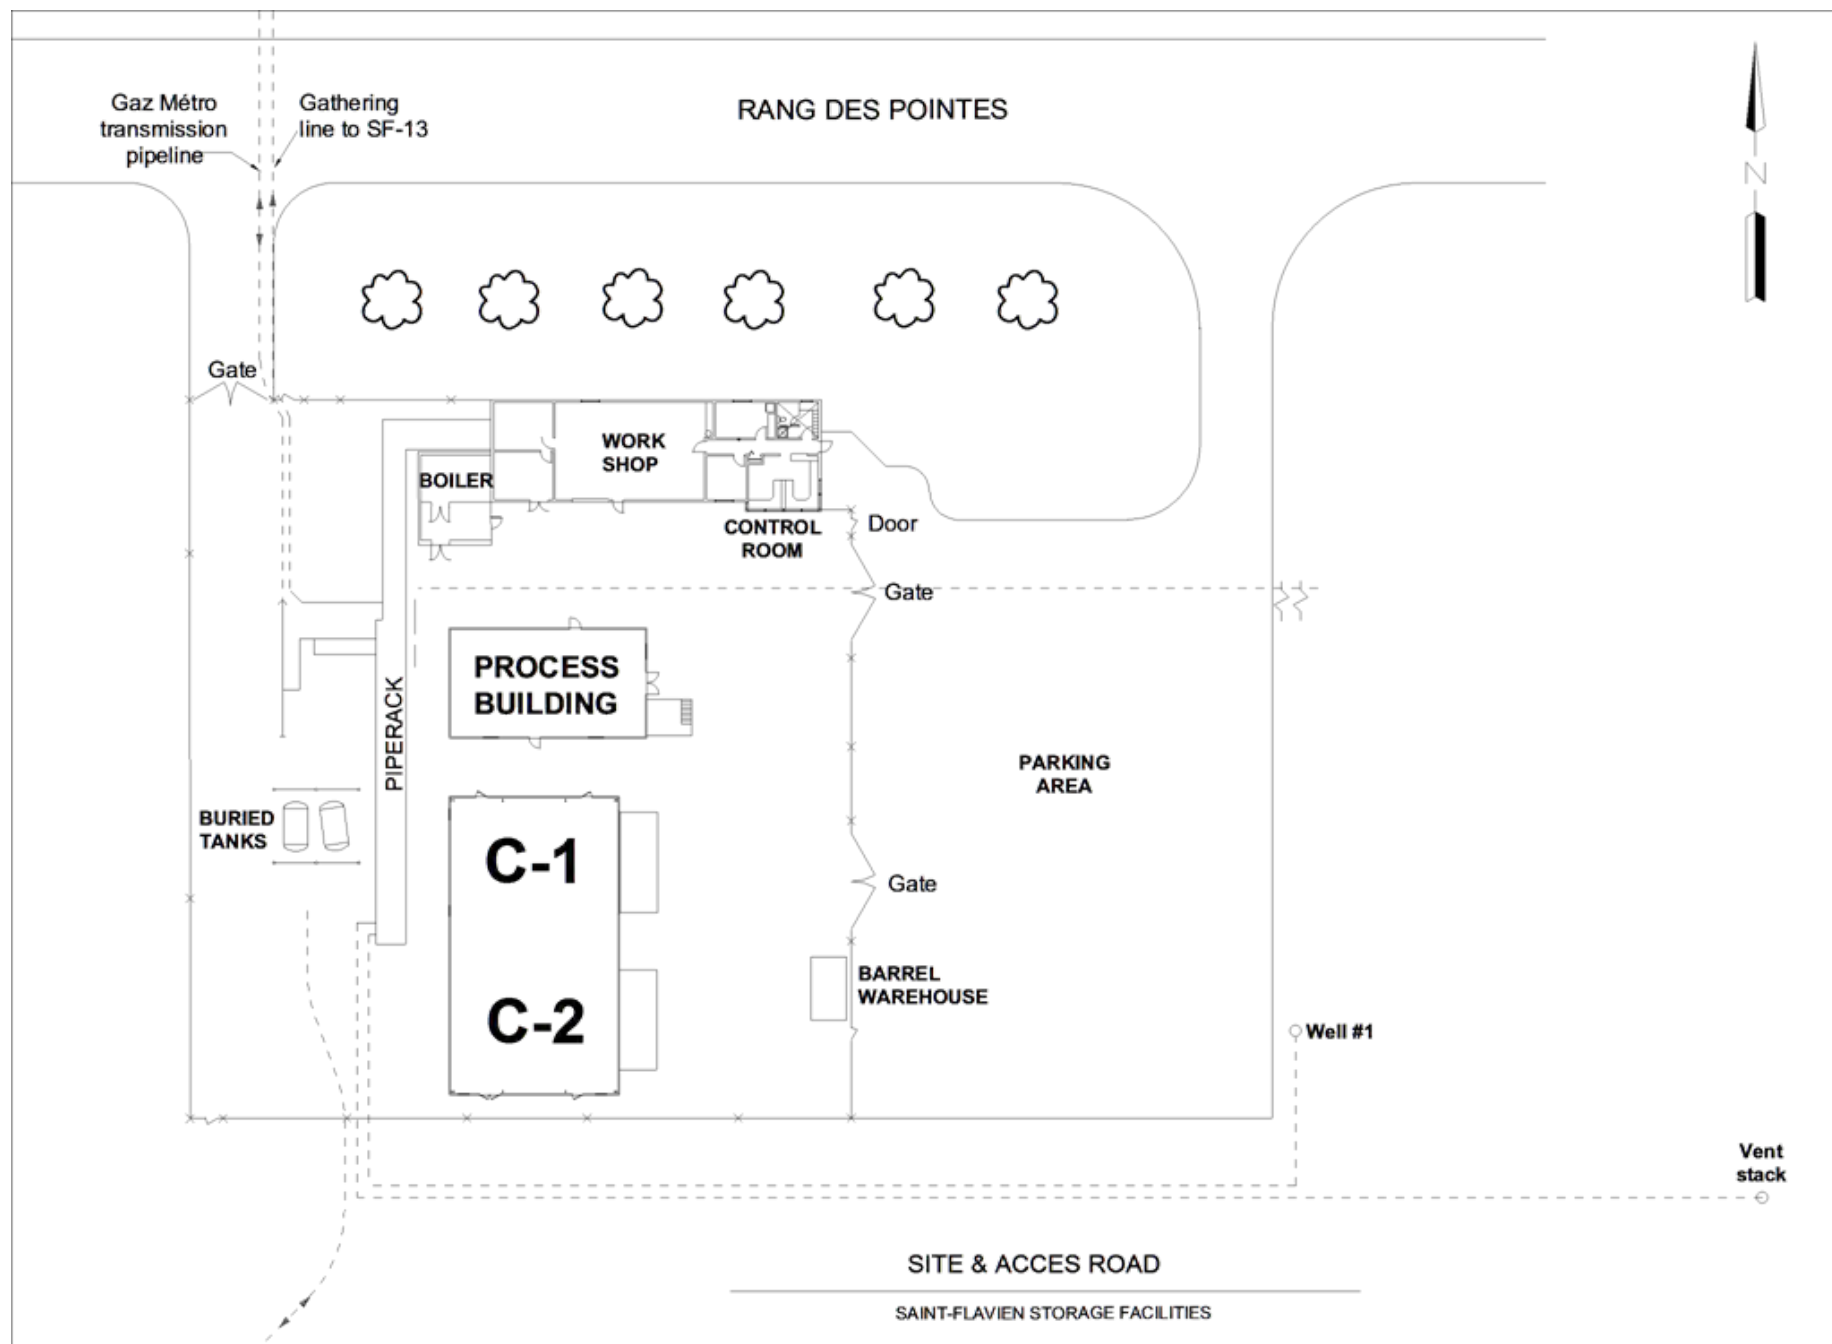 Gaz Métro
transmission
pipeline
Gathering
line to SF-13
RANG DES POINTES
N
Gate
WORK
SHOP
BOILER
CONTROL
ROOM
Door
Gate
PROCESS
BUILDING
PIPERACK
PARKING
AREA
BURIED
TANKS
C-1
Gate
C-2
BARREL
WAREHOUSE
Well #1
Vent
stack
SITE & ACCES ROAD
SAINT-FLAVIEN STORAGE FACILITIES